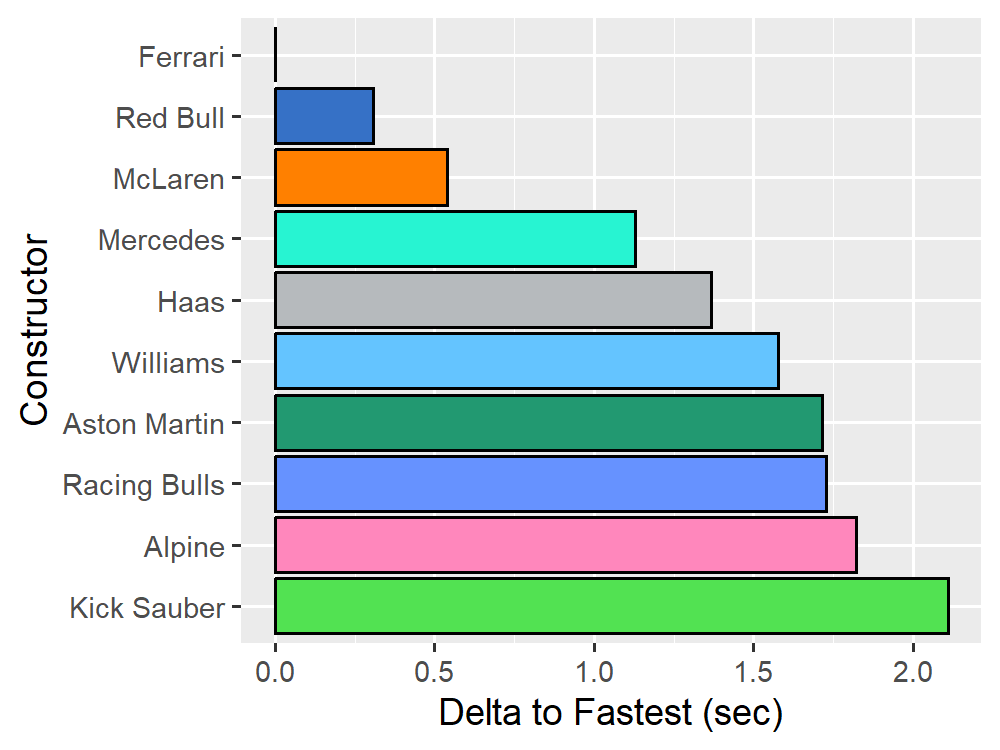 Ferrari
Red Bull
McLaren
Mercedes
Haas
Williams
Aston Martin
Racing Bulls
Alpine
Kick Sauber
Constructor
0.0 0.5 1.0 1.5 2.0
Delta to Fastest (sec)